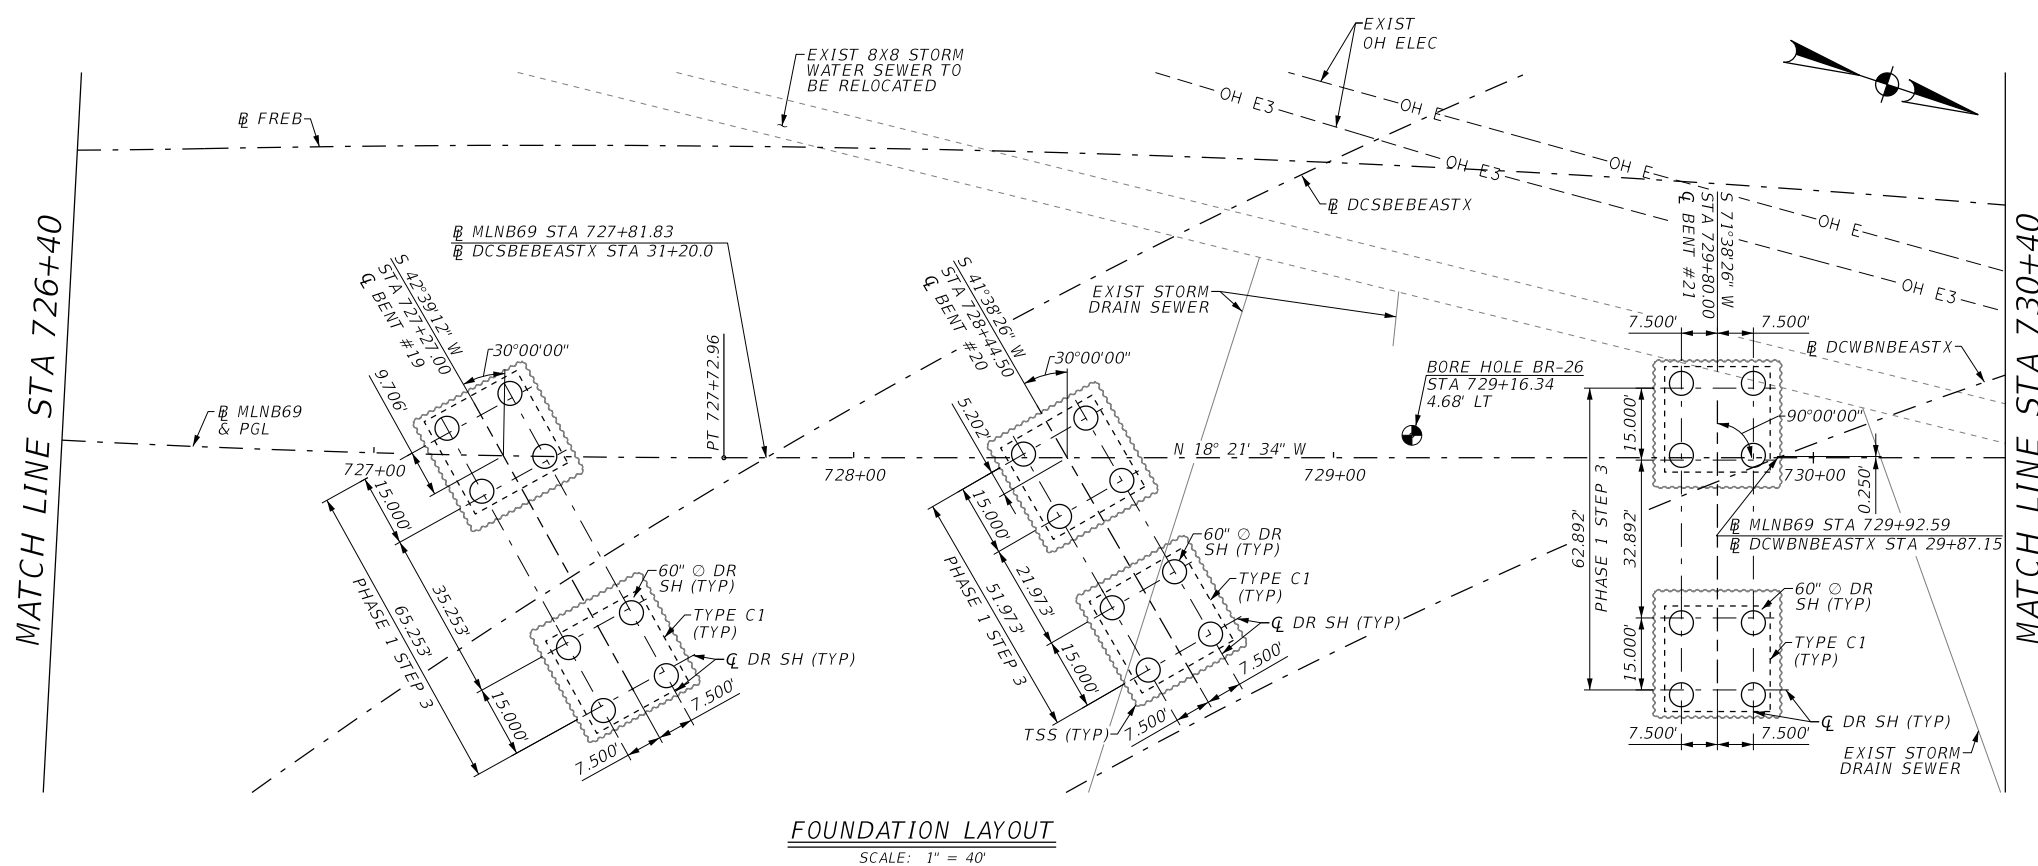 EXIST
OH ELEC
EXIST 8X8 STORM
WATER SEWER TO
BE RELOCATED
OH E3
OH E
℄ FREB
OH E3
OH E
℄ DCSBEBEASTX
OH E
OH E3
MATCH LINE STA 726+40
℄ MLNB69 STA 727+81.83
℄ DCSBEBEASTX STA 31+20.0
S 42°39'12" W
STA 727+27.00
℄ BENT #19
30°00'00"
9.706'
℄ MLNB69
& PGL
727+00
PT 727+72.96
728+00
S 41°38'26" W
STA 728+44.50
℄ BENT #20
30°00'00"
5.202'
EXIST STORM
DRAIN SEWER
N 18° 21' 34" W
BORE HOLE BR-26
STA 729+16.34
4.68' LT
729+00
S 71°38'26" W
STA 729+80.00
℄ BENT #21
7.500'
7.500'
℄ DCWBNBEASTX
90°00'00"
15.000'
730+00
0.250'
℄ MLNB69 STA 729+92.59
℄ DCWBNBEASTX STA 29+87.15
MATCH LINE STA 730+40
15.000'
35.253'
65.253'
PHASE 1 STEP 3
15.000'
60" ∅ DR
SH (TYP)
TYPE C1
(TYP)
℄ DR SH (TYP)
7.500'
7.500'
15.000'
21.973'
51.973'
PHASE 1 STEP 3
15.000'
60" ∅ DR
SH (TYP)
TYPE C1
(TYP)
℄ DR SH (TYP)
7.500'
7.500'
TSS (TYP)
62.892'
PHASE 1 STEP 3
32.892'
15.000'
60" ∅ DR
SH (TYP)
TYPE C1
(TYP)
℄ DR SH (TYP)
7.500'
7.500'
EXIST STORM
DRAIN SEWER
FOUNDATION LAYOUT
SCALE: 1" = 40'